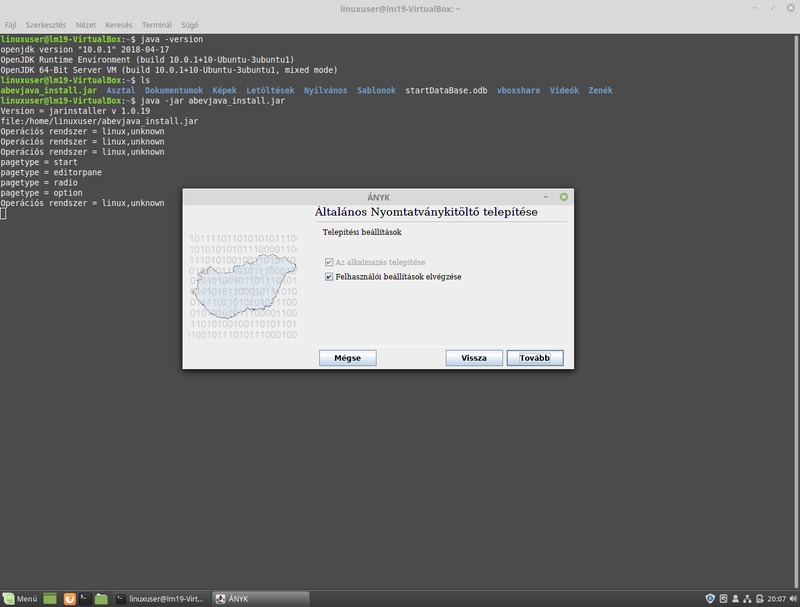 linuxuser@lm19-VirtualBox: ~
Fájl Szerkesztés Nézet Keresés Terminál Súgó
linuxuser@lm19-VirtualBox:~$ java -version
openjdk version "10.0.1" 2018-04-17
OpenJDK Runtime Environment (build 10.0.1+10-Ubuntu-3ubuntu1)
OpenJDK 64-Bit Server VM (build 10.0.1+10-Ubuntu-3ubuntu1, mixed mode)
linuxuser@lm19-VirtualBox:~$ ls
abevjava_install.jar Asztal Dokumentumok Képek Letöltések Nyilvános Sablonok startDataBase.odb vboxshare Videók Zenék
linuxuser@lm19-VirtualBox:~$ java -jar abevjava_install.jar
Version = jarinstaller v 1.0.19
file:/home/linuxuser/abevjava_install.jar
Operációs rendszer = linux,unknown
Operációs rendszer = linux,unknown
Operációs rendszer = linux,unknown
pagetype = start
pagetype = editorpane
pagetype = radio
pagetype = option
Operációs rendszer = linux,unknown
ÁNYK
Általános Nyomtatványkitöltő telepítése
Telepítési beállítások
Az alkalmazás telepítése
Felhasználói beállítások elvégzése
Mégse Vissza Tovább
Menü linuxuser@lm19-Virt... ÁNYK 20:07